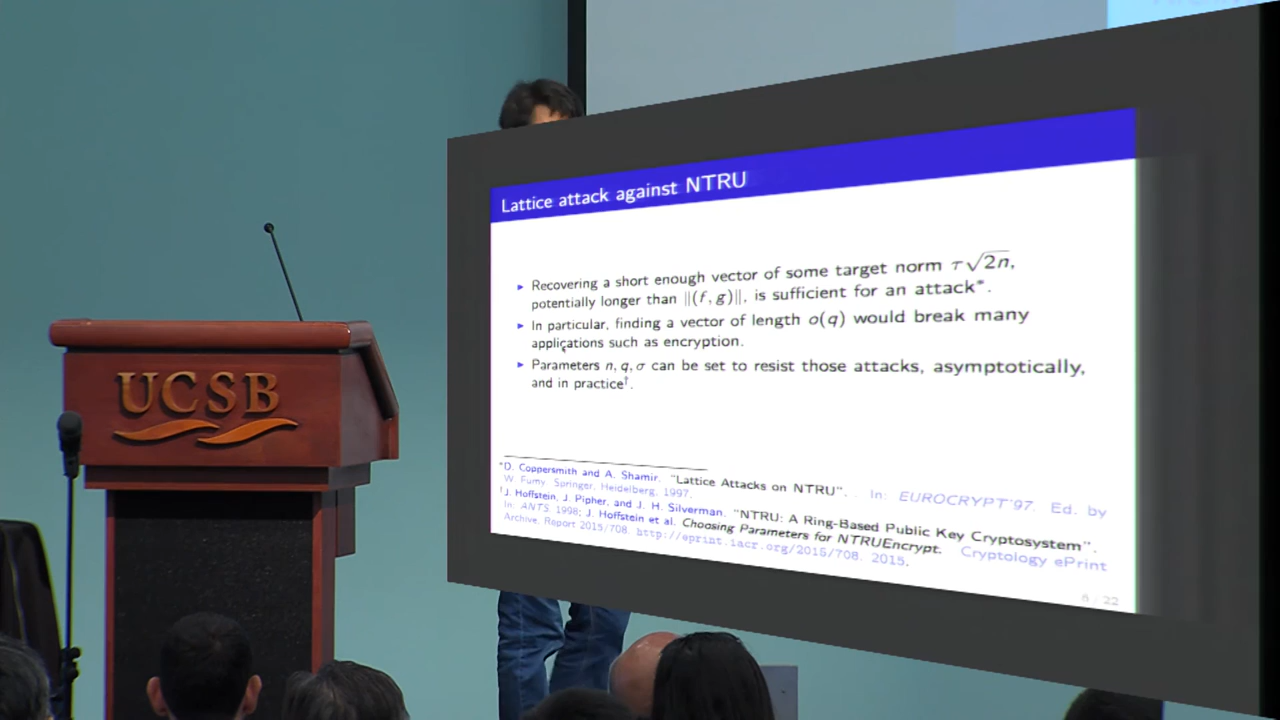 UCSB
Lattice attack against NTRU
▸ Recovering a short enough vector of some target norm τ√2n,
potentially longer than ‖(f, g)‖, is sufficient for an attack*.
▸ In particular, finding a vector of length o(q) would break many
applications such as encryption.
▸ Parameters n, q, σ can be set to resist those attacks, asymptotically,
and in practice†.
*D. Coppersmith and A. Shamir. "Lattice Attacks on NTRU". . In: EUROCRYPT'97. Ed. by
W. Fumy. Springer, Heidelberg, 1997.
†J. Hoffstein, J. Pipher, and J. H. Silverman. "NTRU: A Ring-Based Public Key Cryptosystem".
In: ANTS. 1998; J. Hoffstein et al. Choosing Parameters for NTRUEncrypt. Cryptology ePrint
Archive, Report 2015/708. http://eprint.iacr.org/2015/708. 2015.
6 / 22